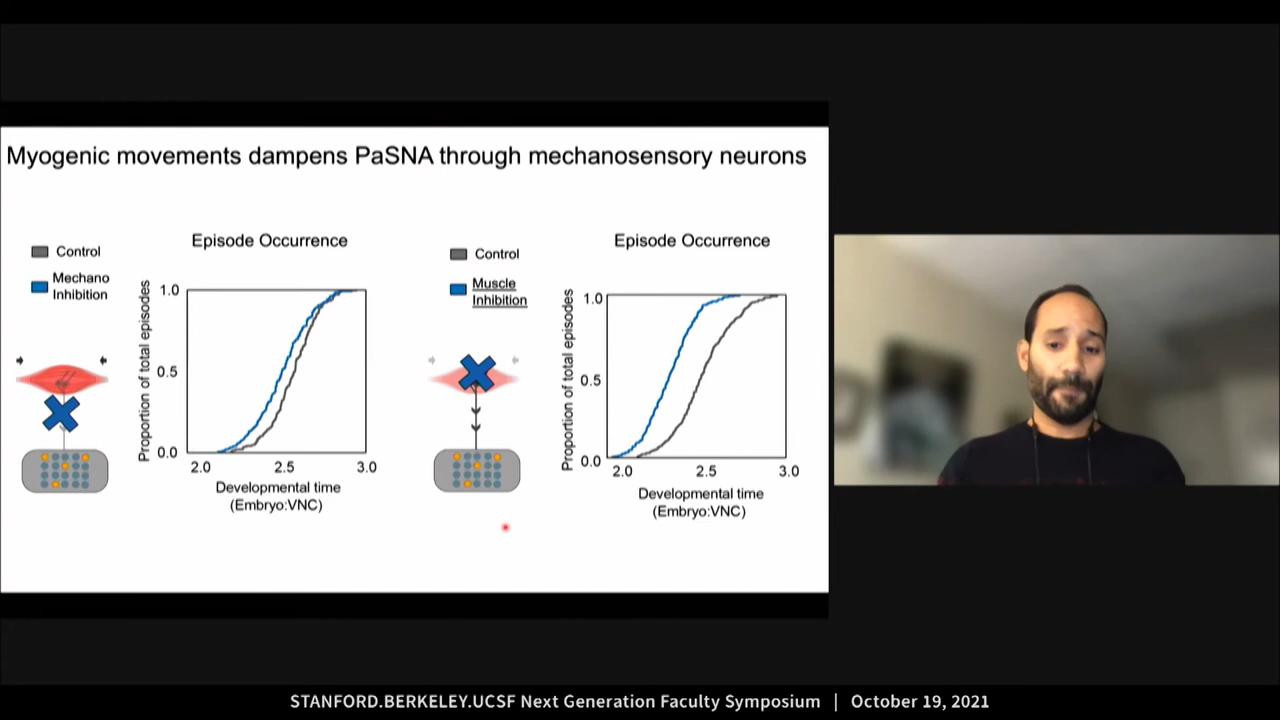 Myogenic movements dampens PaSNA through mechanosensory neurons
Control
Mechano
Inhibition
Episode Occurrence
Proportion of total episodes
1.0
0.5
0.0
2.0 2.5 3.0
Developmental time
(Embryo:VNC)
Control
Muscle
Inhibition
Episode Occurrence
Proportion of total episodes
1.0
0.5
0.0
2.0 2.5 3.0
Developmental time
(Embryo:VNC)
STANFORD.BERKELEY.UCSF Next Generation Faculty Symposium | October 19, 2021